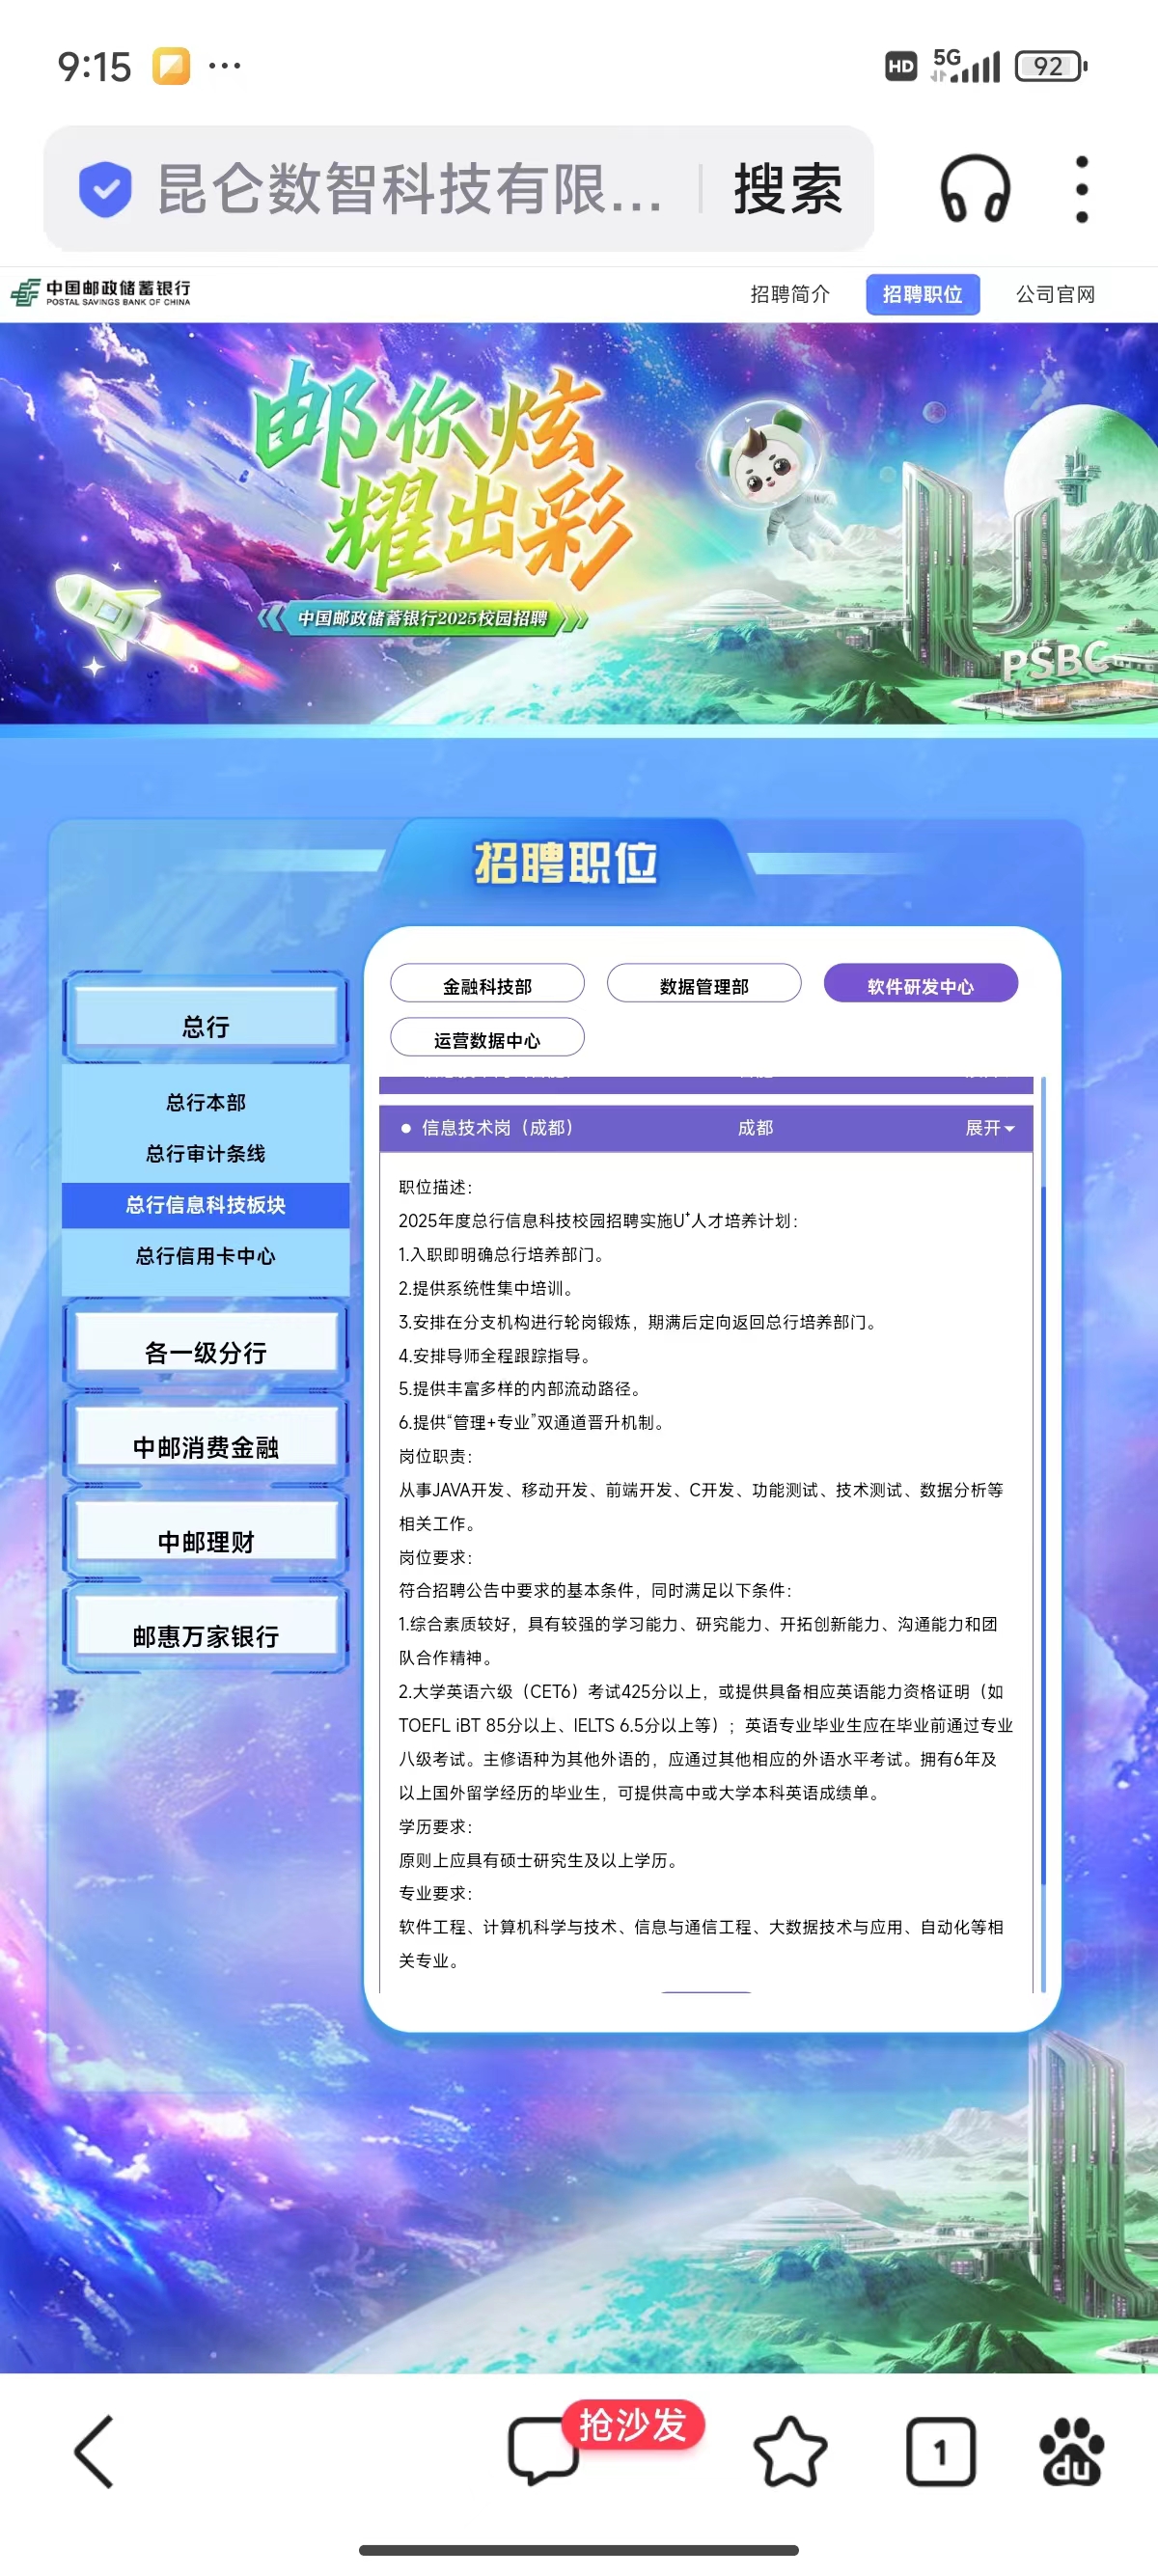 9:15
HD
5G
92
昆仑数智科技有限...
搜索
中国邮政储蓄银行
POSTAL SAVINGS BANK OF CHINA
招聘简介
招聘职位
公司官网
邮你炫
耀出彩
中国邮政储蓄银行2025校园招聘
PSBC
招聘职位
总行
总行本部
总行审计条线
总行信息科技板块
总行信用卡中心
各一级分行
中邮消费金融
中邮理财
邮惠万家银行
金融科技部
数据管理部
软件研发中心
运营数据中心
信息技术岗（成都） 成都 展开
职位描述：
2025年度总行信息科技校园招聘实施U⁺人才培养计划：
1.入职即明确总行培养部门。
2.提供系统性集中培训。
3.安排在分支机构进行轮岗锻炼，期满后定向返回总行培养部门。
4.安排导师全程跟踪指导。
5.提供丰富多样的内部流动路径。
6.提供“管理+专业”双通道晋升机制。
岗位职责：
从事JAVA开发、移动开发、前端开发、C开发、功能测试、技术测试、数据分析等
相关工作。
岗位要求：
符合招聘公告中要求的基本条件，同时满足以下条件：
1.综合素质较好，具有较强的学习能力、研究能力、开拓创新能力、沟通能力和团
队合作精神。
2.大学英语六级（CET6）考试425分以上，或提供具备相应英语能力资格证明（如
TOEFL iBT 85分以上、IELTS 6.5分以上等）；英语专业毕业生应在毕业前通过专业
八级考试。主修语种为其他外语的，应通过其他相应的外语水平考试。拥有6年及
以上国外留学经历的毕业生，可提供高中或大学本科英语成绩单。
学历要求：
原则上应具有硕士研究生及以上学历。
专业要求：
软件工程、计算机科学与技术、信息与通信工程、大数据技术与应用、自动化等相
关专业。
抢沙发
1
du